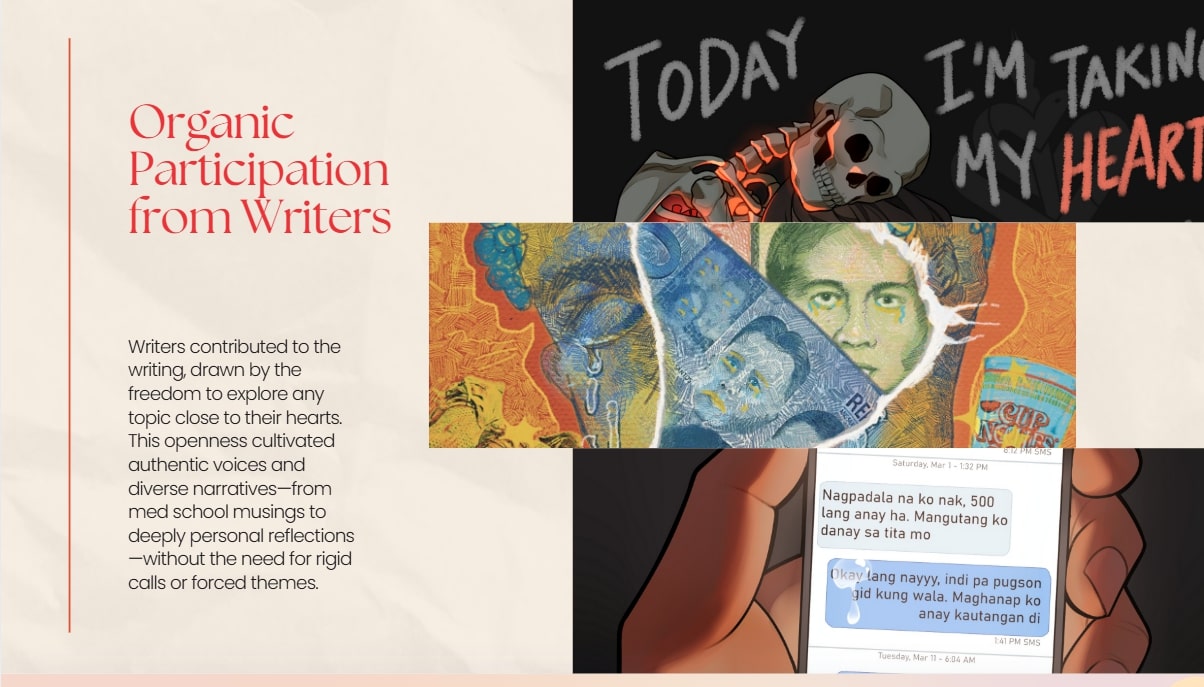 Organic
Participation
from Writers
Writers contributed to the
writing, drawn by the
freedom to explore any
topic close to their hearts.
This openness cultivated
authentic voices and
diverse narratives—from
med school musings to
deeply personal reflections
—without the need for rigid
calls or forced themes.
TODAY
I'M TAKING
MY HEART
CUP
NOODLES
6:12 PM SMS
Saturday, Mar 1 - 1:32 PM
Nagpadala na ko nak, 500
lang anay ha. Mangutang ko
danay sa tita mo
Okay lang nayyy, indi pa pugson
gid kung wala. Maghanap ko
anay kautangan di
1:41 PM SMS
Tuesday, Mar 11 - 6:04 AM